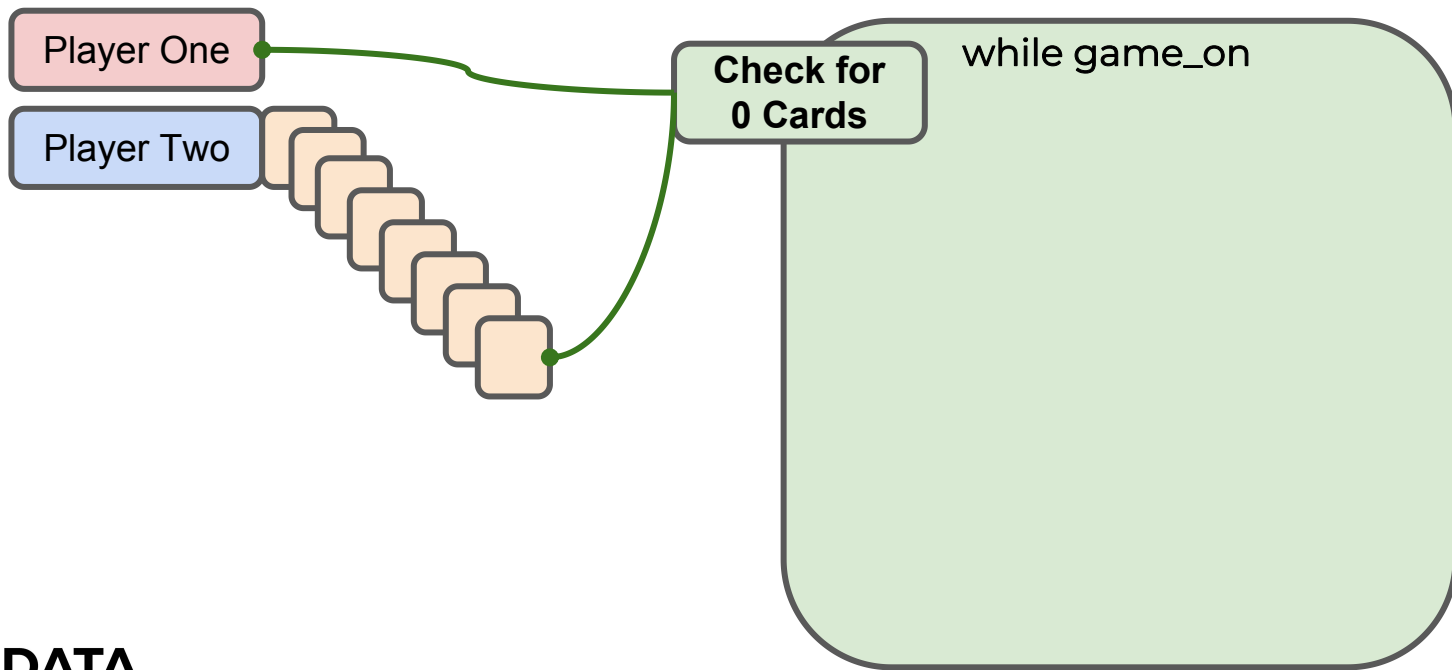 Player One
Player Two
Check for
0 Cards
while game_on
DATA